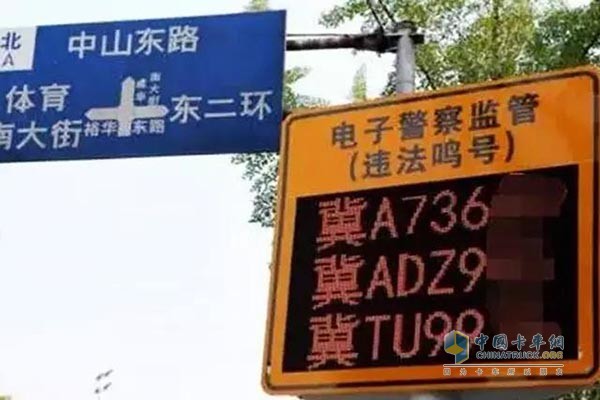 北
A
中山东路
体育
南大街
东二环
裕华东路
电子警察监管
(违法鸣号)
冀A736
冀ADZ9
冀TU99
中国卡车网
CHINATRUCK.ORG